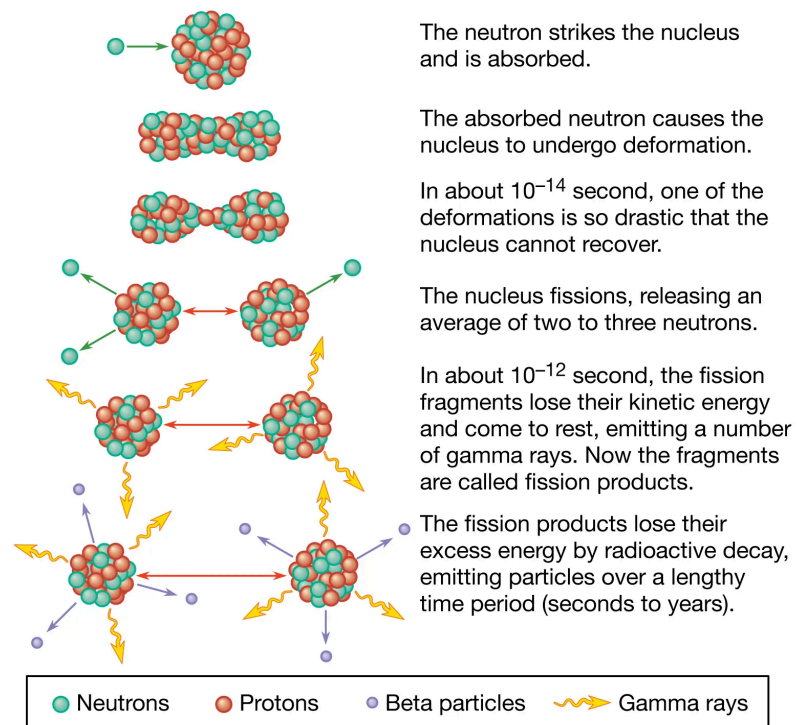 The neutron strikes the nucleus
and is absorbed.
The absorbed neutron causes the
nucleus to undergo deformation.
In about 10⁻¹⁴ second, one of the
deformations is so drastic that the
nucleus cannot recover.
The nucleus fissions, releasing an
average of two to three neutrons.
In about 10⁻¹² second, the fission
fragments lose their kinetic energy
and come to rest, emitting a number
of gamma rays. Now the fragments
are called fission products.
The fission products lose their
excess energy by radioactive decay,
emitting particles over a lengthy
time period (seconds to years).
Neutrons Protons Beta particles Gamma rays